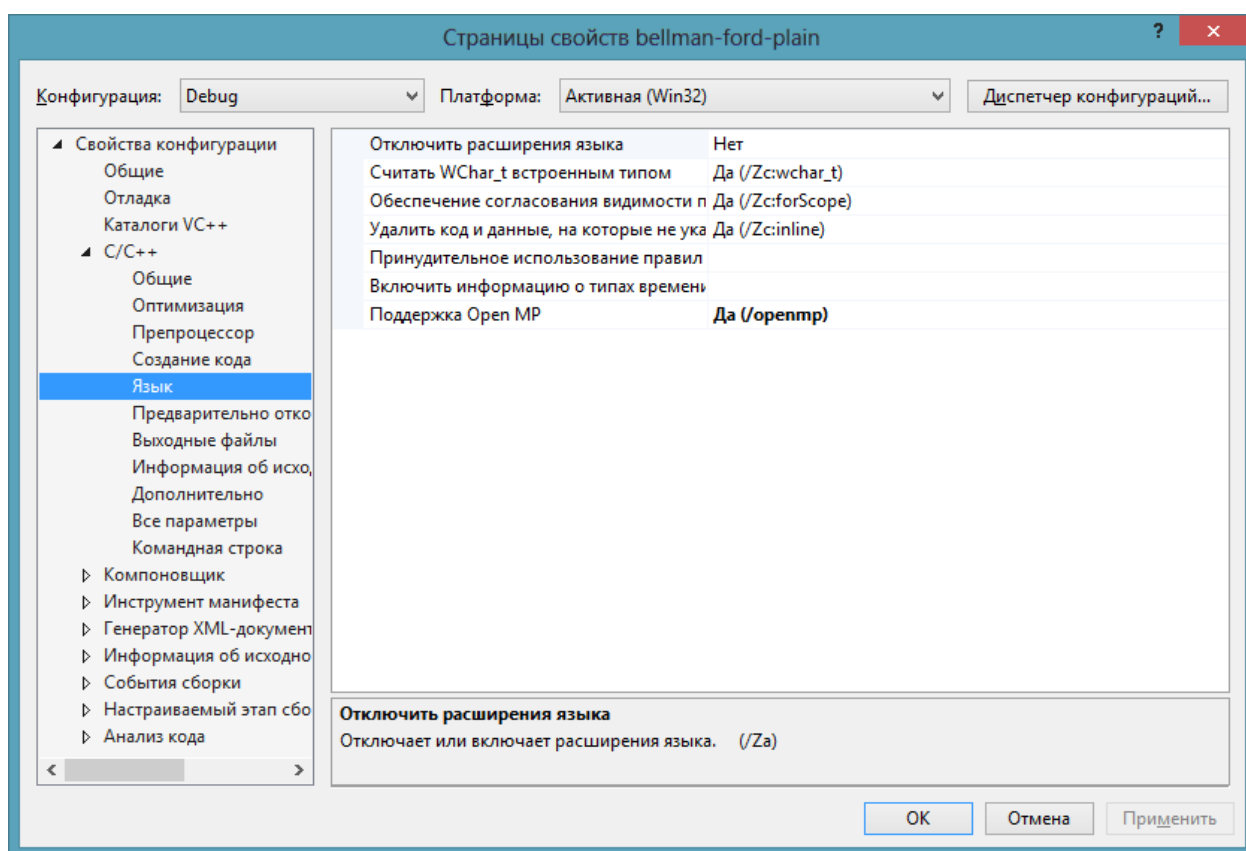 Страницы свойств bellman-ford-plain
Конфигурация: Debug Платформа: Активная (Win32) Диспетчер конфигураций...
Свойства конфигурации
Общие
Отладка
Каталоги VC++
C/C++
Общие
Оптимизация
Препроцессор
Создание кода
Язык
Предварительно отко
Выходные файлы
Информация об исхо
Дополнительно
Все параметры
Командная строка
Компоновщик
Инструмент манифеста
Генератор XML-документ
Информация об исходно
События сборки
Настраиваемый этап сбо
Анализ кода
Отключить расширения языка Нет
Считать WChar_t встроенным типом Да (/Zc:wchar_t)
Обеспечение согласования видимости п Да (/Zc:forScope)
Удалить код и данные, на которые не ука Да (/Zc:inline)
Принудительное использование правил
Включить информацию о типах времени
Поддержка Open MP Да (/openmp)
Отключить расширения языка
Отключает или включает расширения языка. (/Za)
ОК Отмена Применить